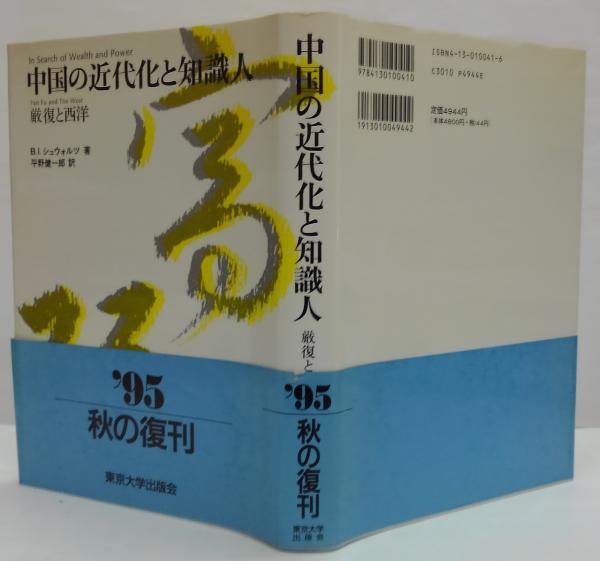 In Search of Wealth and Power
中国の近代化と知識人
Yen Fu and The West
厳復と西洋
B.I.シュウォルツ 著
平野健一郎 訳
富
'95
秋の復刊
東京大学出版会
中国の近代化と知識人
厳復と
'95
秋の復刊
東京大学
出版会
ISBN4-13-010041-6
C3010 P4944E
9784130100410
1913010049442
定価4944円
(本体4800円・税144円)